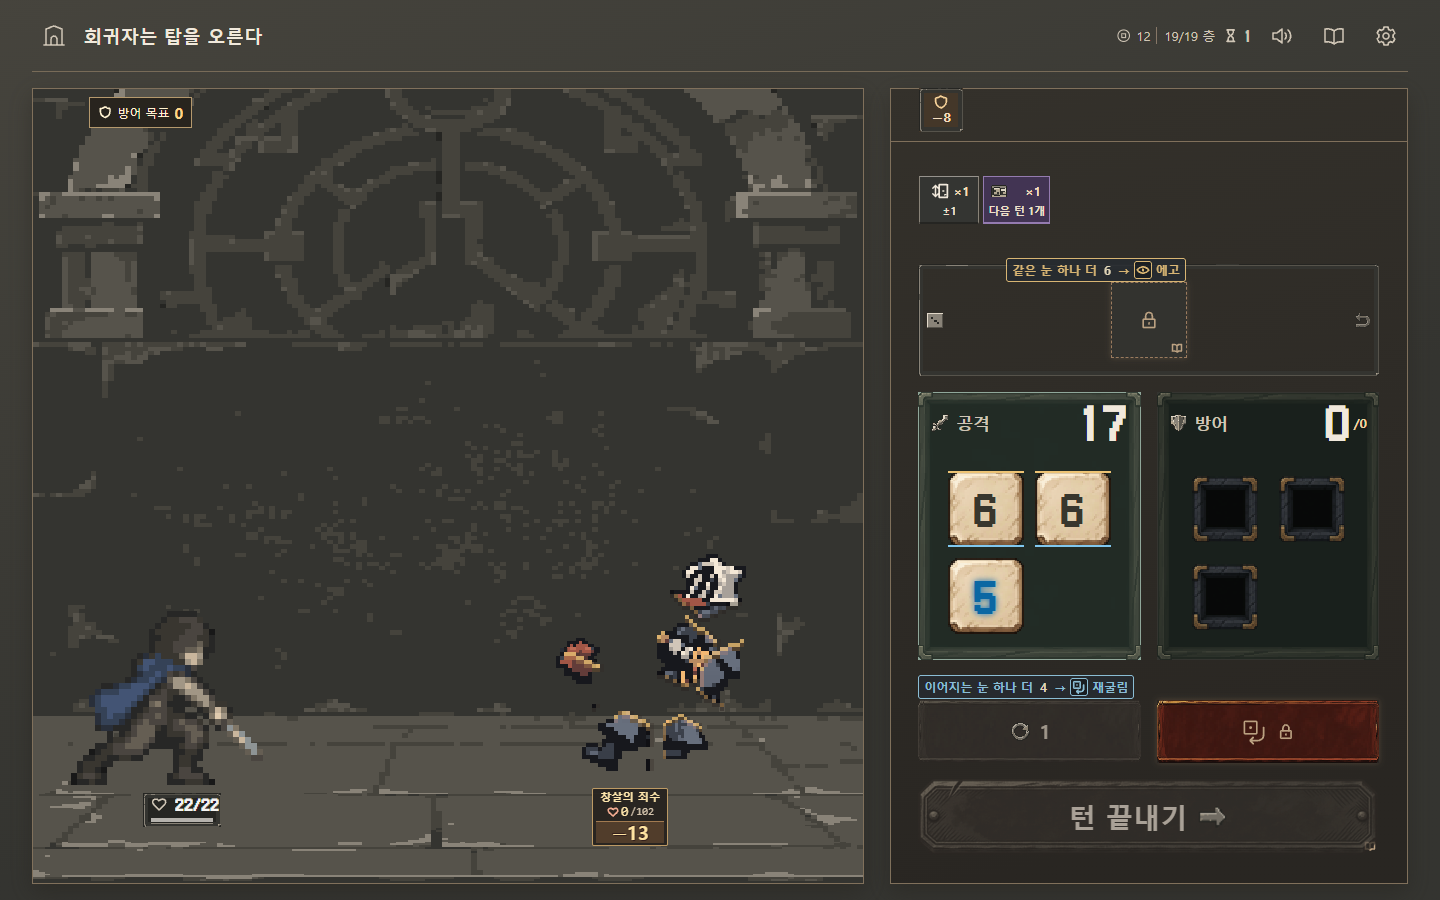 회귀자는 탑을 오른다
12 19/19 층 1
방어 목표 0
–8
×1
±1
×1
다음 턴 1개
같은 눈 하나 더 6 → 에고
공격 17
방어 0/0
6 6
5
이어지는 눈 하나 더 4 → 재굴림
1
턴 끝내기
22/22
창살의 죄수
0/102
–13